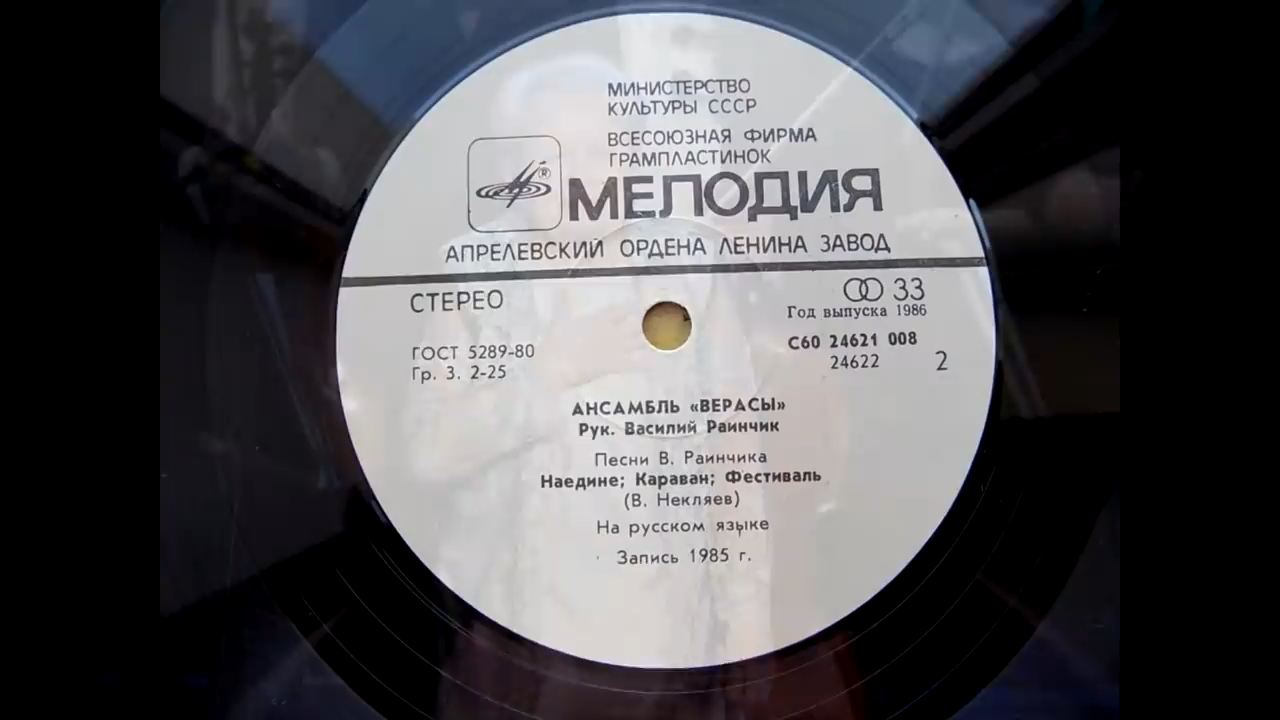 МИНИСТЕРСТВО
КУЛЬТУРЫ СССР
ВСЕСОЮЗНАЯ ФИРМА
ГРАМПЛАСТИНОК
®
МЕЛОДИЯ
АПРЕЛЕВСКИЙ ОРДЕНА ЛЕНИНА ЗАВОД
СТЕРЕО
33
Год выпуска 1986
ГОСТ 5289-80
Гр. 3. 2-25
С60 24621 008
24622
2
АНСАМБЛЬ «ВЕРАСЫ»
Рук. Василий Раинчик
Песни В. Раинчика
Наедине; Караван; Фестиваль
(В. Некляев)
На русском языке
Запись 1985 г.